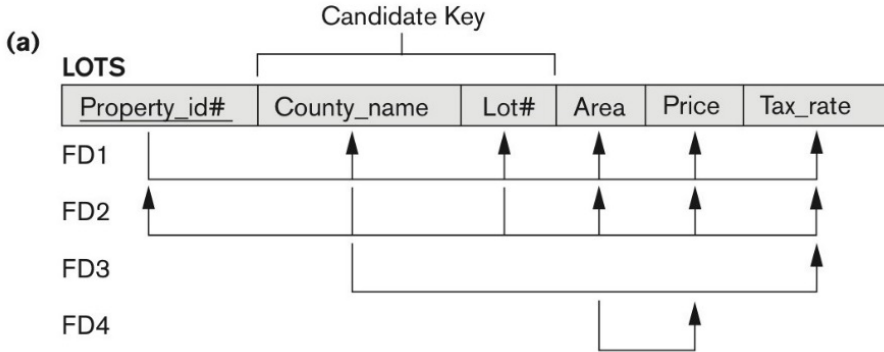 Candidate Key
(a)
LOTS
Property_id# County_name Lot# Area Price Tax_rate
FD1
FD2
FD3
FD4